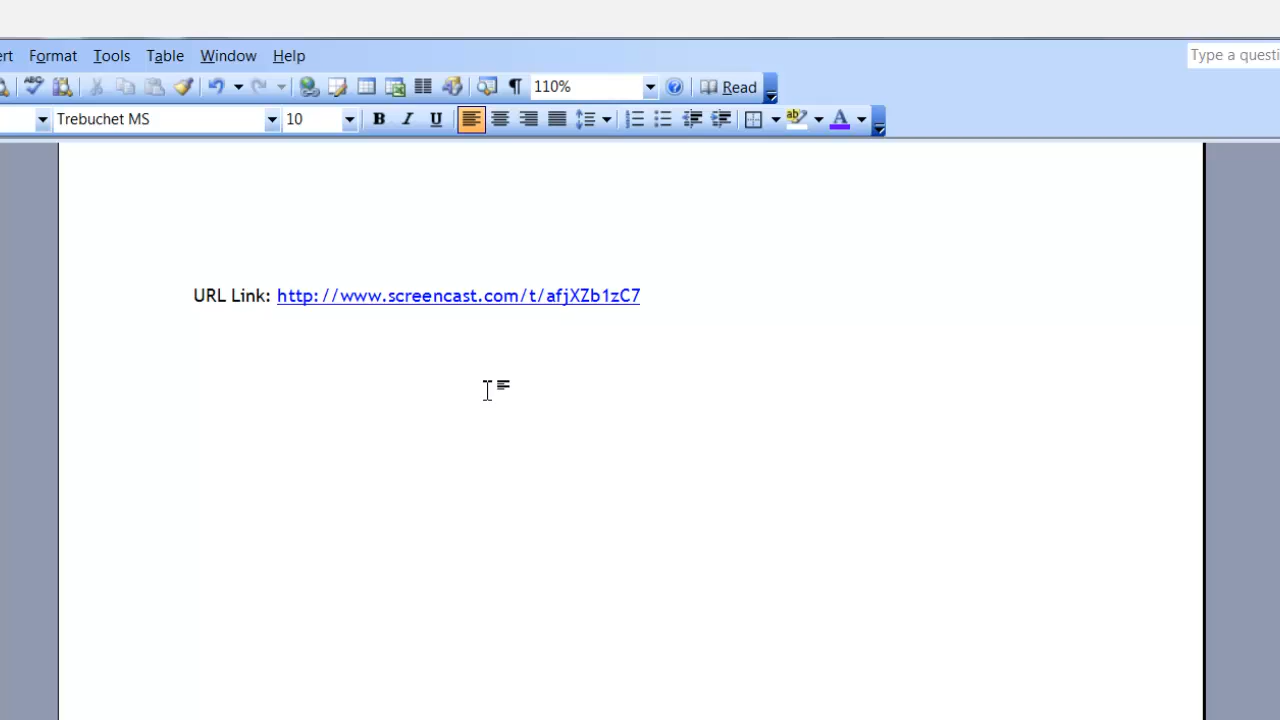 ert Format Tools Table Window Help Type a questi
110% Read
Trebuchet MS 10 B I U ab A
URL Link: http://www.screencast.com/t/afjXZb1zC7